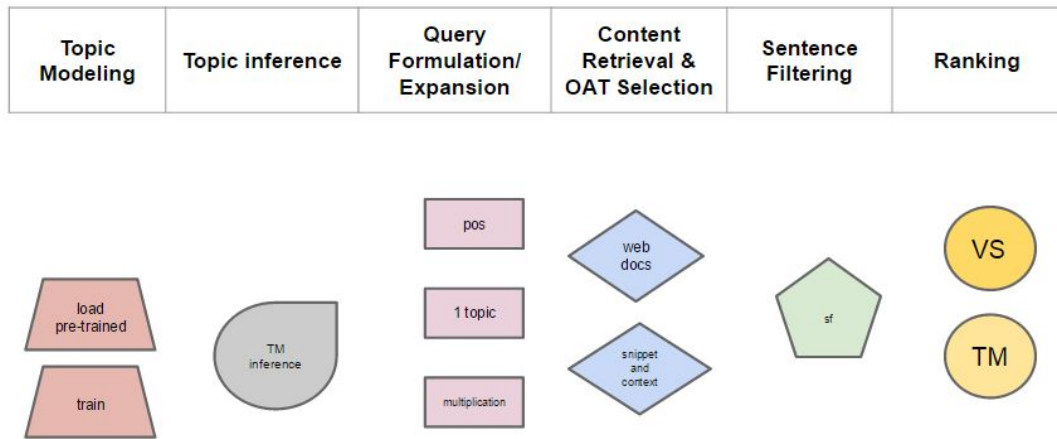 Topic
Modeling
Topic inference
Query
Formulation/
Expansion
Content
Retrieval &
OAT Selection
Sentence
Filtering
Ranking
load
pre-trained
train
TM
inference
pos
1 topic
multiplication
web
docs
snippet
and
context
sf
VS
TM